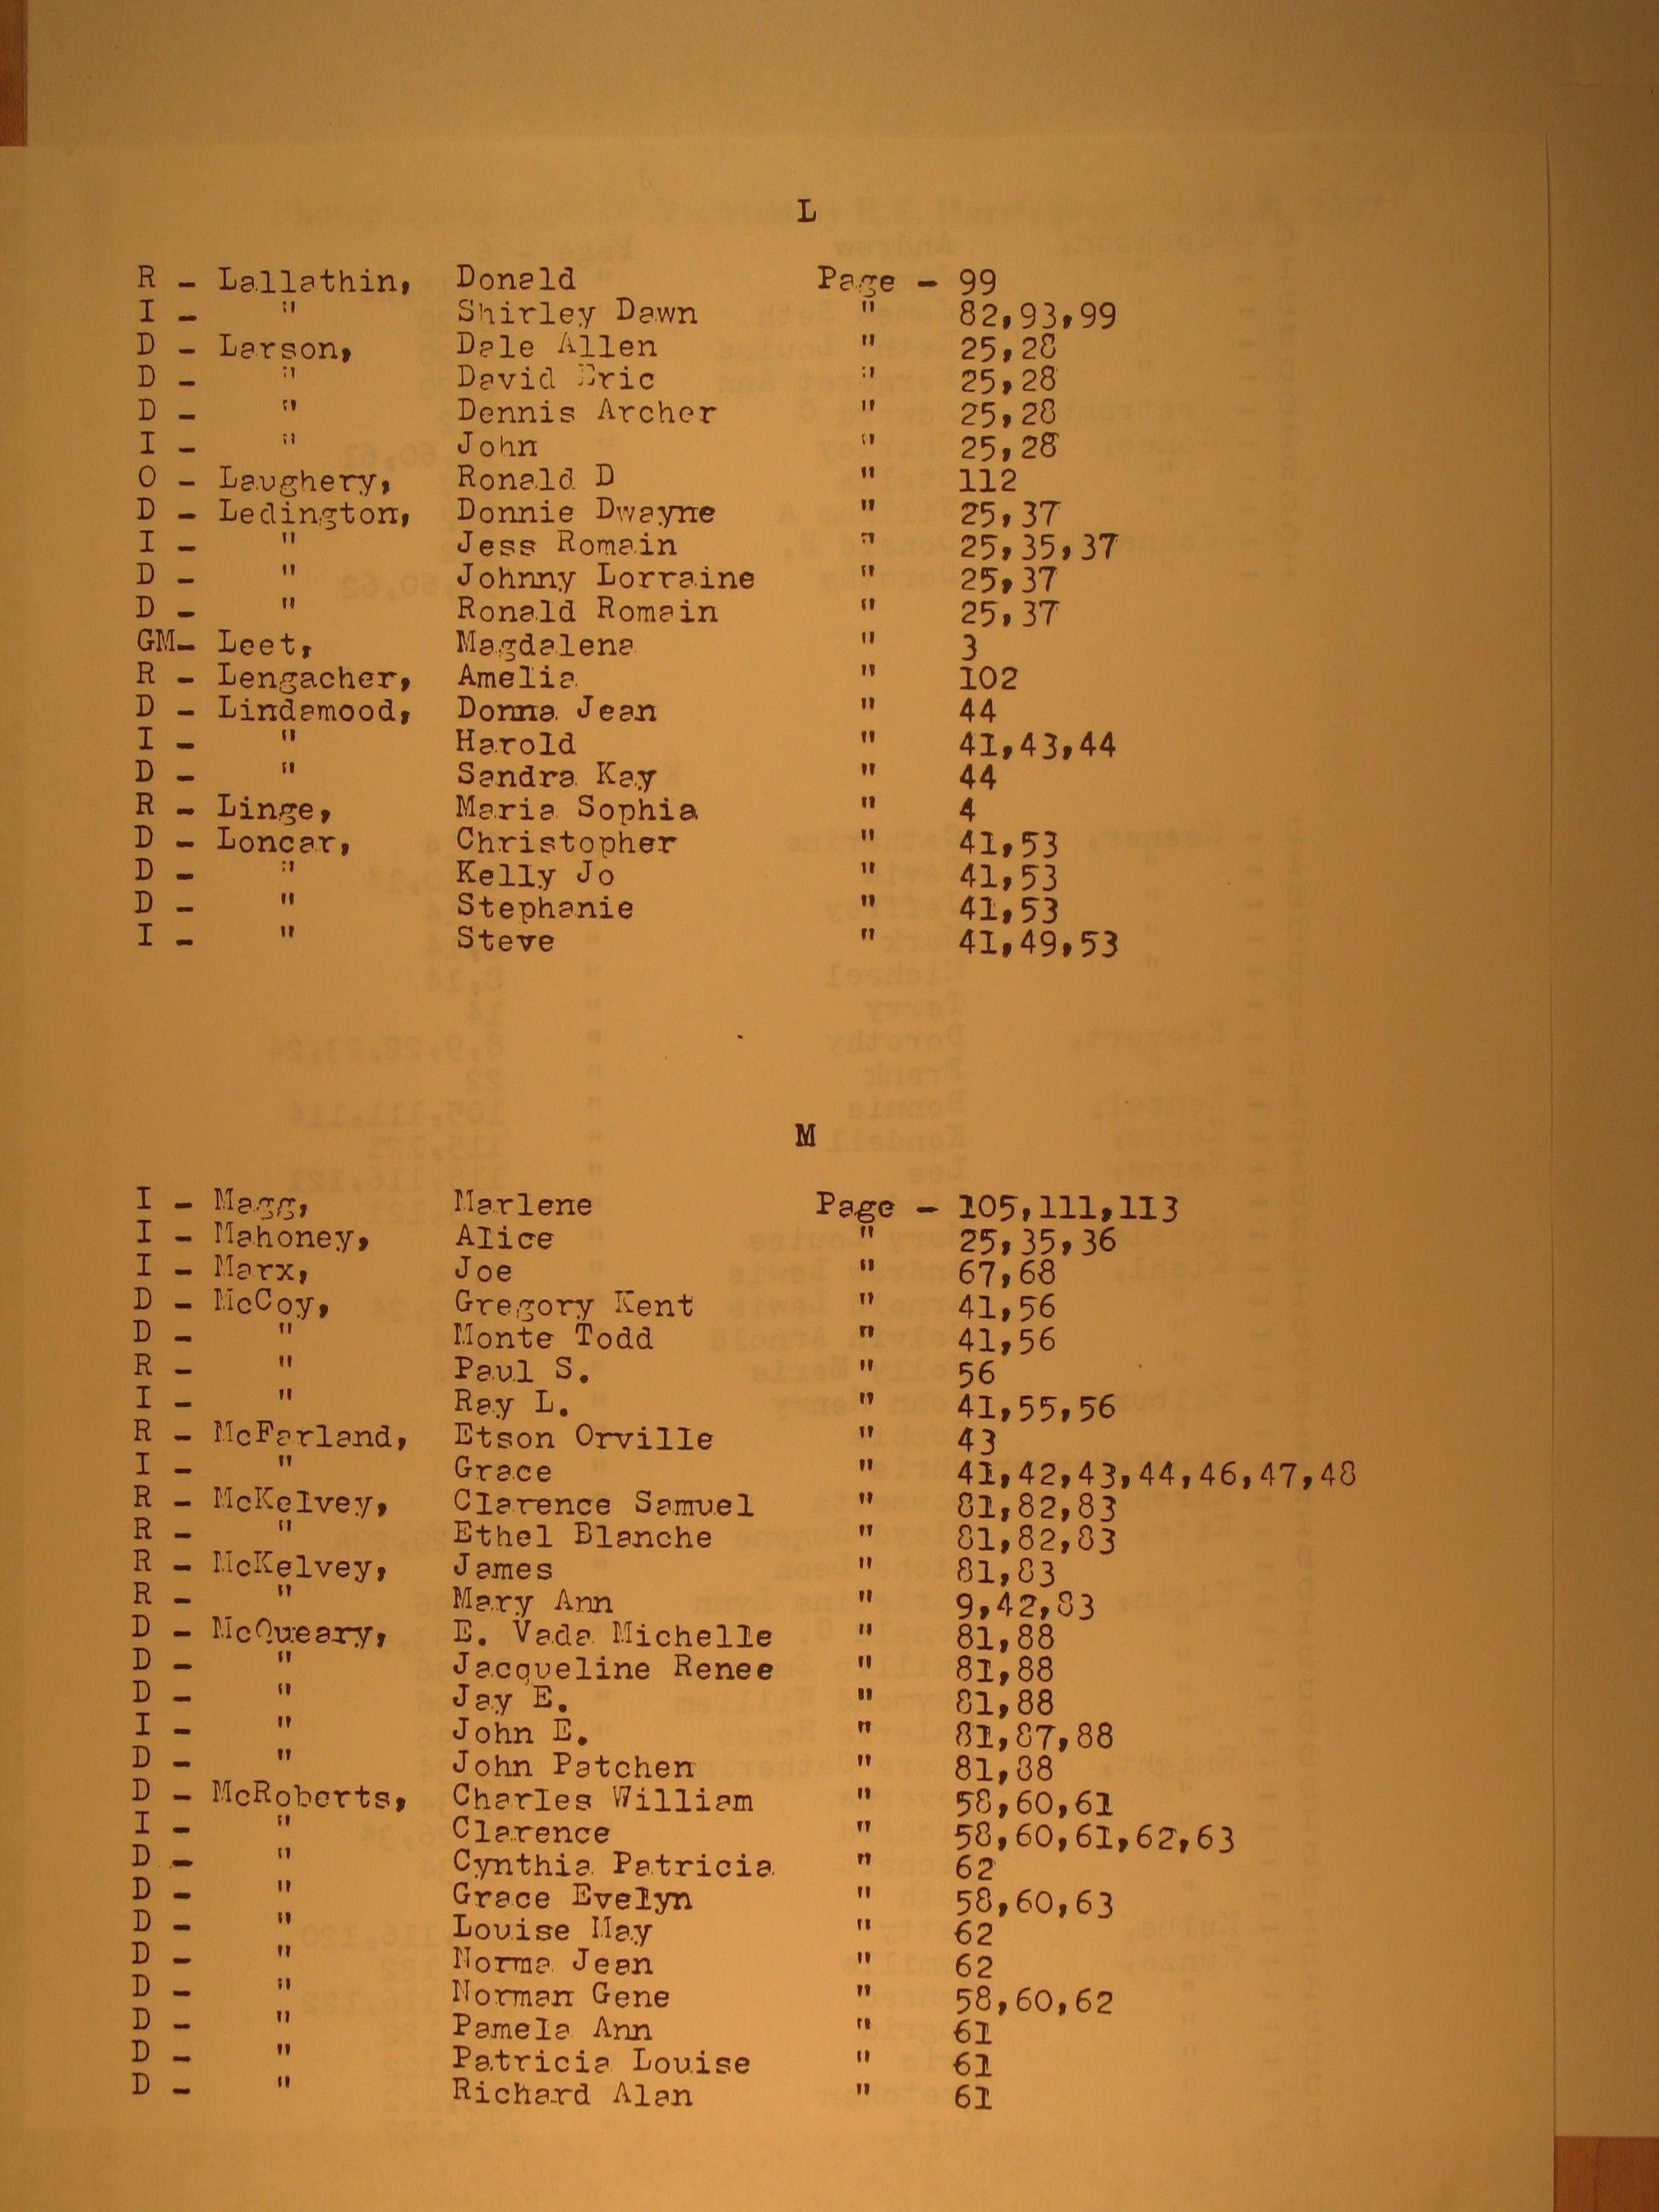 L
R - Lallathin, Donald Page - 99
I - " Shirley Dawn " 82,93,99
D - Larson, Dale Allen " 25,28
D - " David Eric " 25,28
D - " Dennis Archer " 25,28
I - " John " 25,28
O - Laughery, Ronald D " 112
D - Ledington, Donnie Dwayne " 25,37
I - " Jess Romain " 25,35,37
D - " Johnny Lorraine " 25,37
D - " Ronald Romain " 25,37
GM- Leet, Magdalena " 3
R - Lengacher, Amelia " 102
D - Lindamood, Donna Jean " 44
I - " Harold " 41,43,44
D - " Sandra Kay " 44
R - Linge, Maria Sophia " 4
D - Loncar, Christopher " 41,53
D - " Kelly Jo " 41,53
D - " Stephanie " 41,53
I - " Steve " 41,49,53
M
I - Magg, Marlene Page - 105,111,113
I - Mahoney, Alice " 25,35,36
I - Marx, Joe " 67,68
D - McCoy, Gregory Kent " 41,56
D - " Monte Todd " 41,56
R - " Paul S. " 56
I - " Ray L. " 41,55,56
R - McFarland, Etson Orville " 43
I - " Grace " 41,42,43,44,46,47,48
R - McKelvey, Clarence Samuel " 81,82,83
R - " Ethel Blanche " 81,82,83
R - McKelvey, James " 81,83
R - " Mary Ann " 9,42,83
D - McQueary, E. Vada Michelle " 81,88
D - " Jacqueline Renee " 81,88
D - " Jay E. " 81,88
I - " John E. " 81,87,88
D - " John Patchen " 81,88
D - McRoberts, Charles William " 58,60,61
I - " Clarence " 58,60,61,62,63
D - " Cynthia Patricia " 62
D - " Grace Evelyn " 58,60,63
D - " Louise May " 62
D - " Norma Jean " 62
D - " Norman Gene " 58,60,62
D - " Pamela Ann " 61
D - " Patricia Louise " 61
D - " Richard Alan " 61